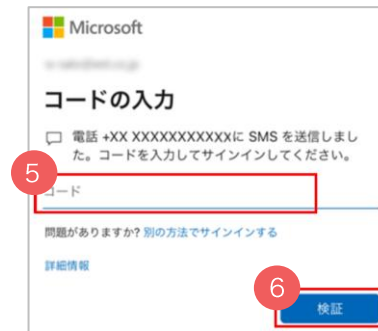 Microsoft
コードの入力
電話 +XX XXXXXXXXXXXに SMS を送信しまし
た。コードを入力してサインインしてください。
5
コード
問題がありますか? 別の方法でサインインする
詳細情報
6
検証